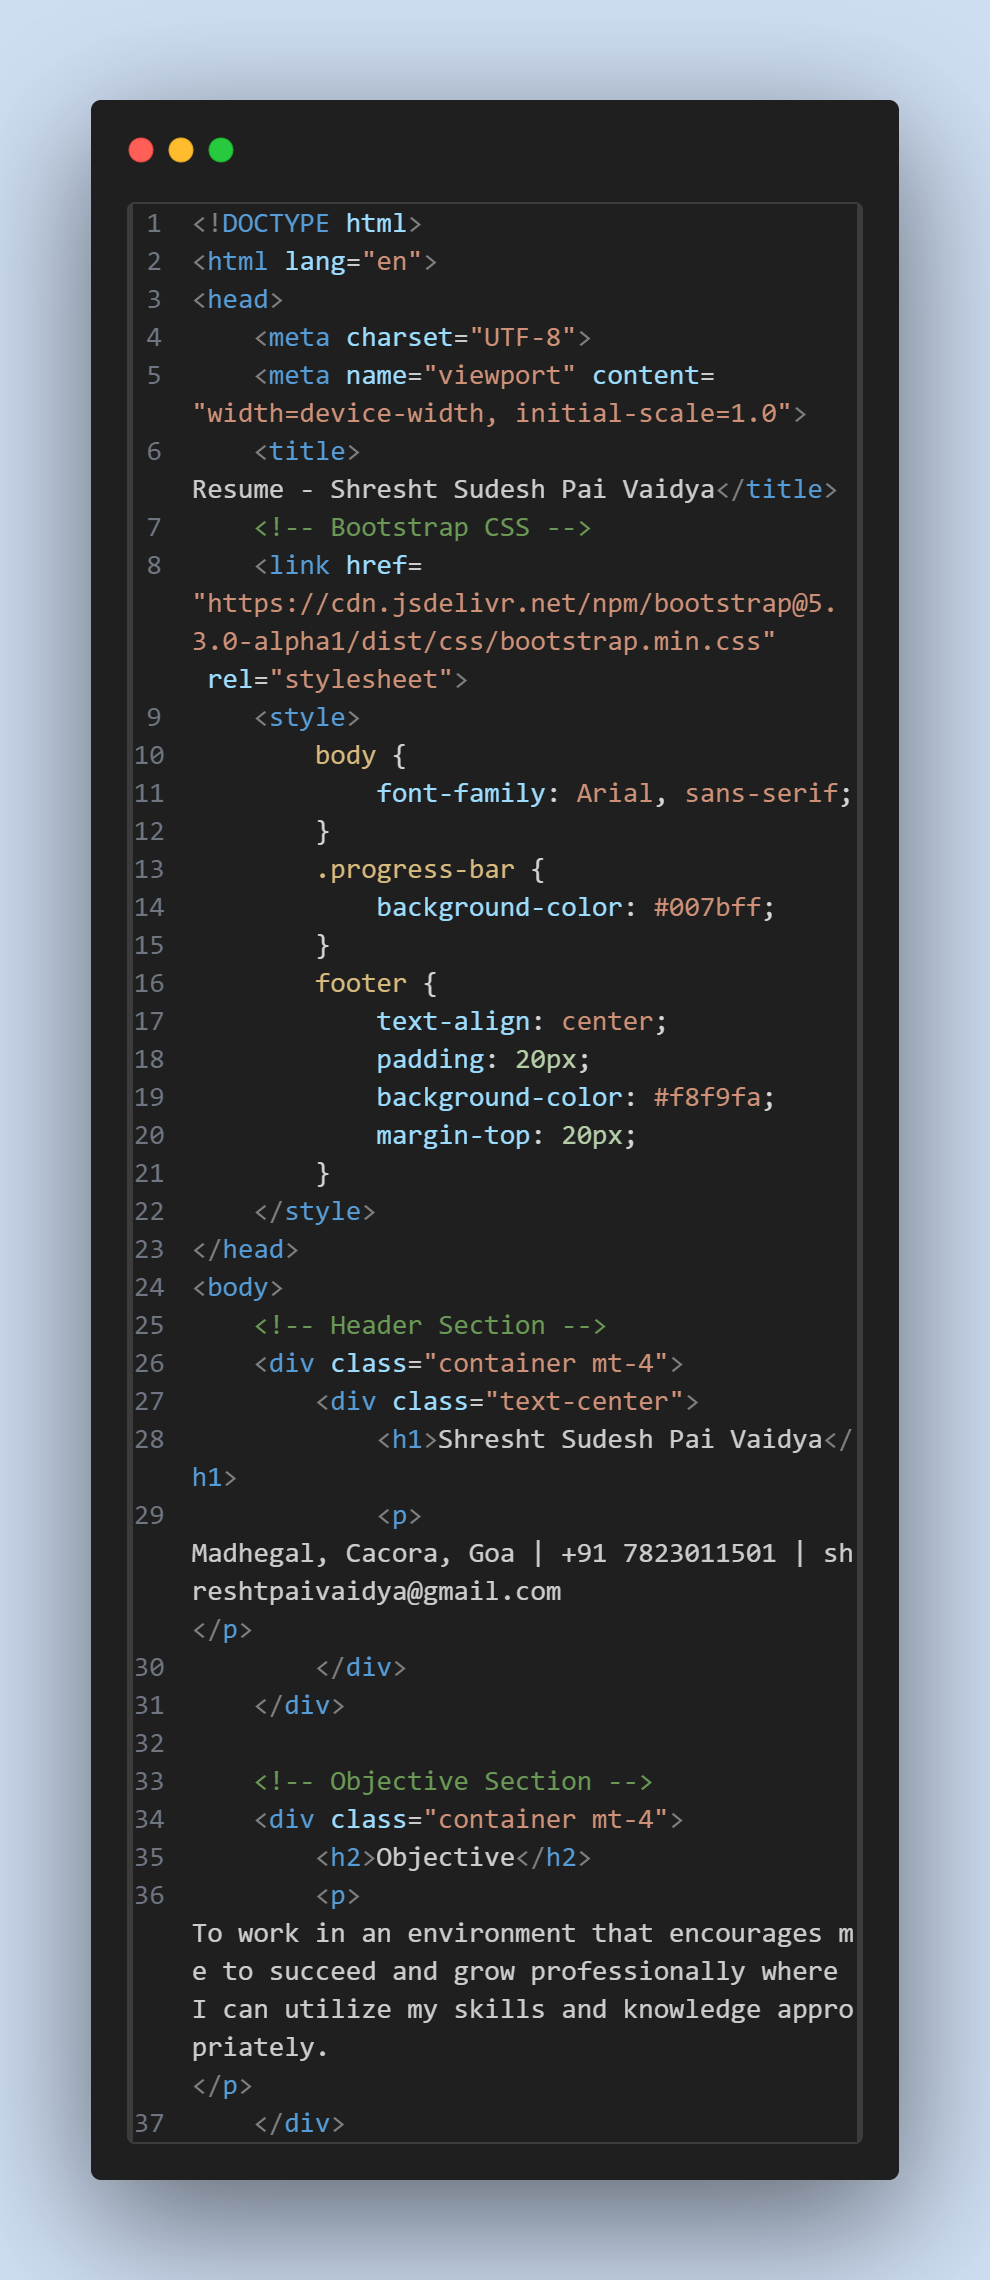 1 <!DOCTYPE html>
2 <html lang="en">
3 <head>
4     <meta charset="UTF-8">
5     <meta name="viewport" content=
"width=device-width, initial-scale=1.0">
6     <title>
Resume - Shresht Sudesh Pai Vaidya</title>
7     <!-- Bootstrap CSS -->
8     <link href=
"https://cdn.jsdelivr.net/npm/bootstrap@5.
3.0-alpha1/dist/css/bootstrap.min.css"
 rel="stylesheet">
9     <style>
10         body {
11             font-family: Arial, sans-serif;
12         }
13         .progress-bar {
14             background-color: #007bff;
15         }
16         footer {
17             text-align: center;
18             padding: 20px;
19             background-color: #f8f9fa;
20             margin-top: 20px;
21         }
22     </style>
23 </head>
24 <body>
25     <!-- Header Section -->
26     <div class="container mt-4">
27         <div class="text-center">
28             <h1>Shresht Sudesh Pai Vaidya</
h1>
29             <p>
Madhegal, Cacora, Goa | +91 7823011501 | sh
reshtpaivaidya@gmail.com
</p>
30         </div>
31     </div>
32
33     <!-- Objective Section -->
34     <div class="container mt-4">
35         <h2>Objective</h2>
36         <p>
To work in an environment that encourages m
e to succeed and grow professionally where
I can utilize my skills and knowledge appro
priately.
</p>
37     </div>